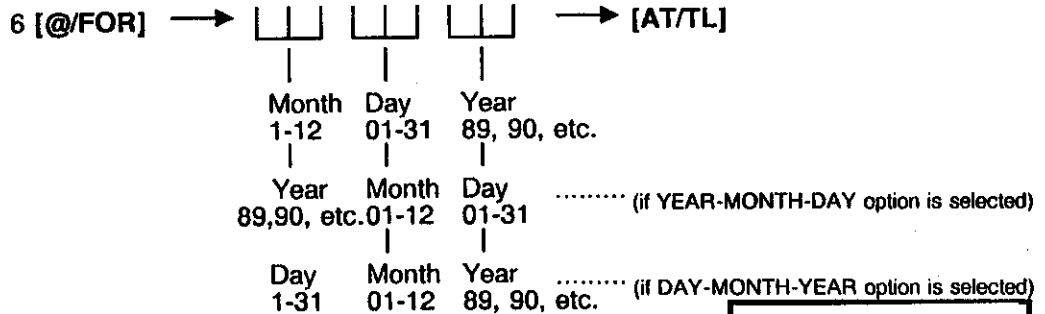 6 [@/FOR] [AT/TL]
Month Day Year
1-12 01-31 89, 90, etc.
Year Month Day ········· (if YEAR-MONTH-DAY option is selected)
89,90, etc. 01-12 01-31
Day Month Year ········· (if DAY-MONTH-YEAR option is selected)
1-31 01-12 89, 90, etc.